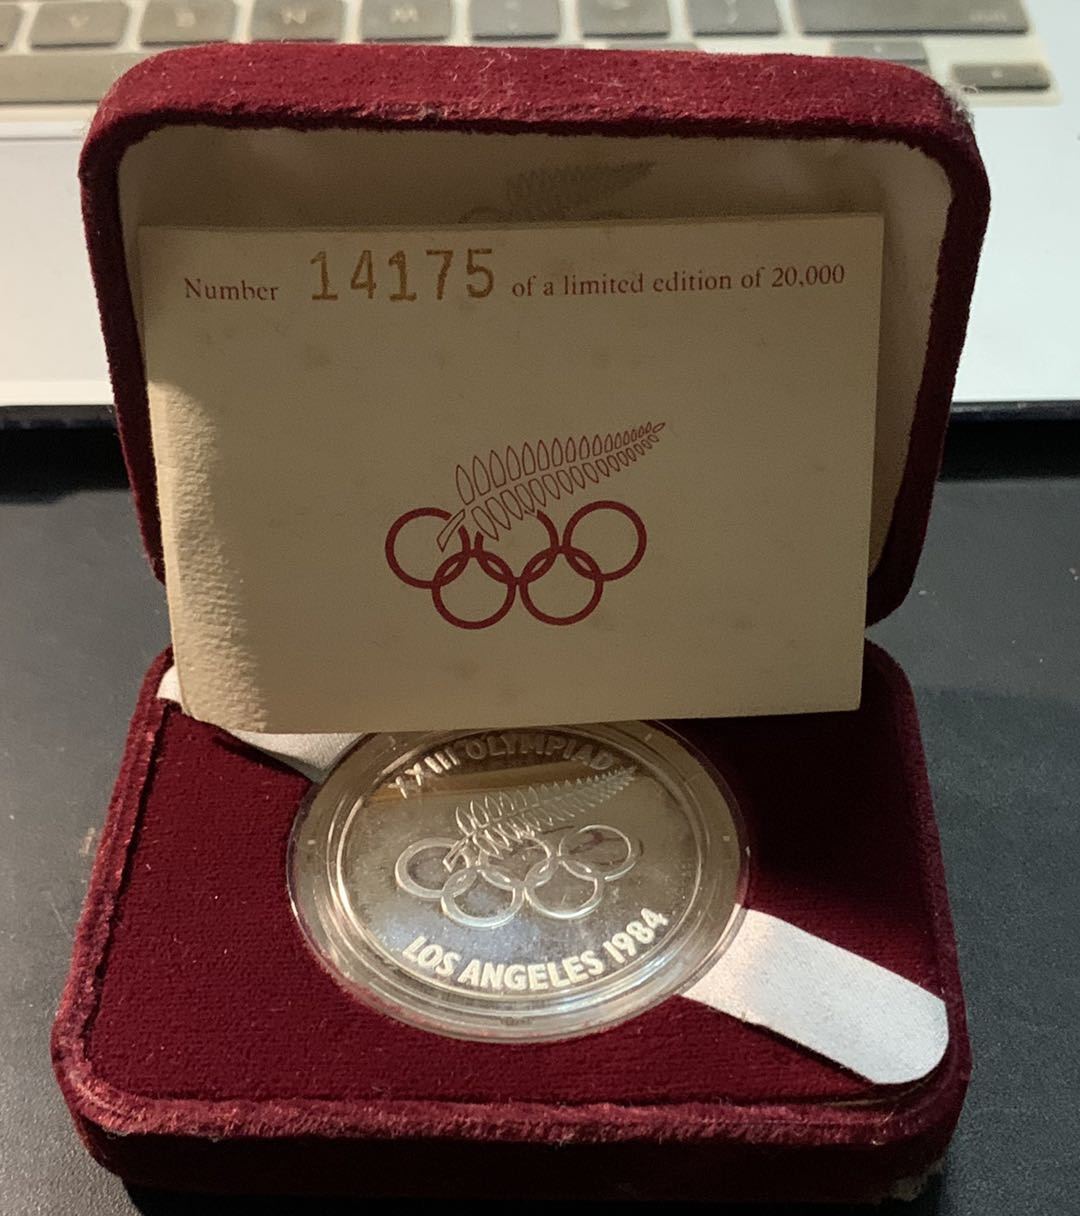 V B N M
Number 14175 of a limited edition of 20,000
XXIII OLYMPIAD
LOS ANGELES 1984